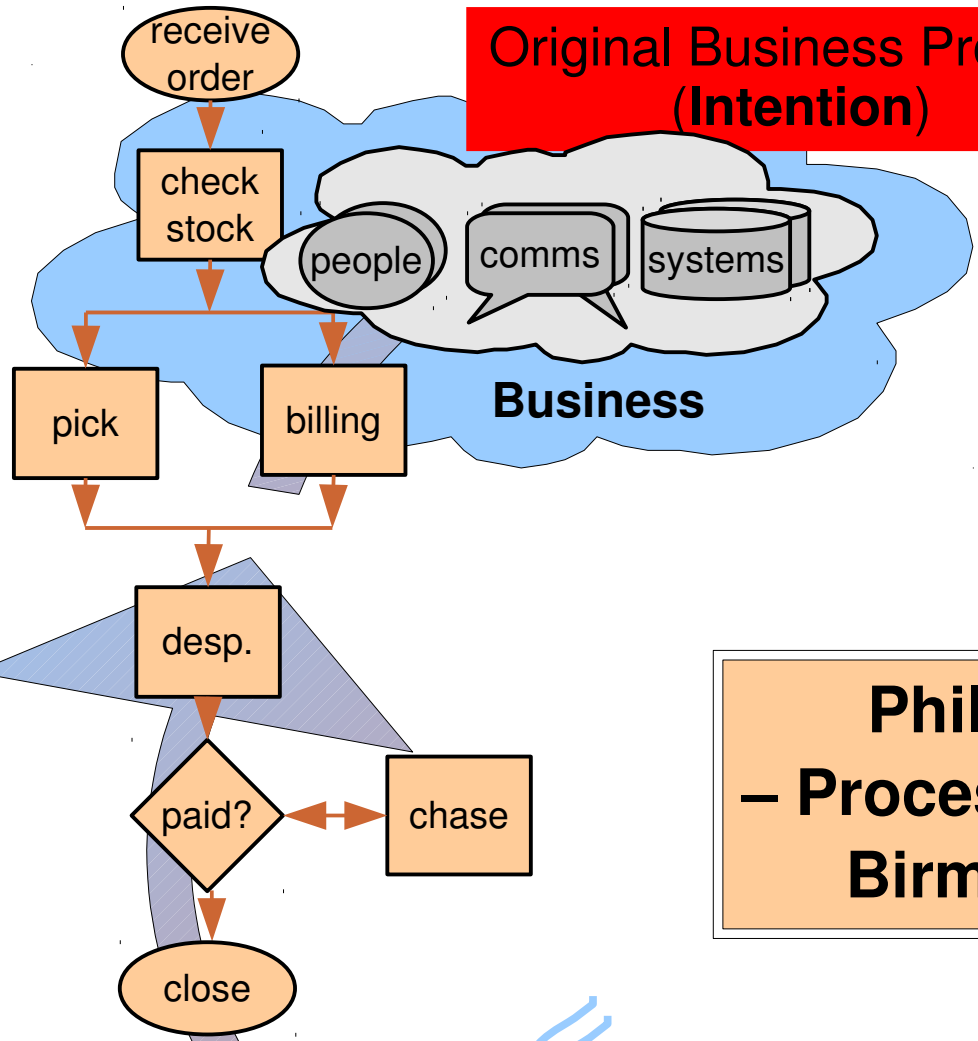 receive
order
Original Business Pro
(Intention)
check
stock
people
comms
systems
pick
billing
Business
desp.
Phil
– Proces
Birm
paid?
chase
close